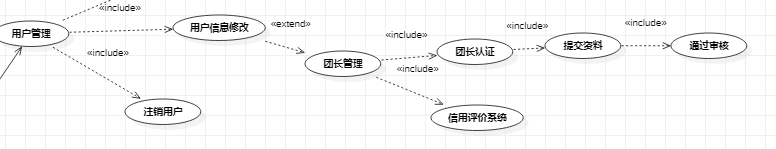 «include»
用户管理
用户信息修改
«extend»
«include»
团长管理
«include»
团长认证
«include»
提交资料
«include»
通过审核
«include»
注销用户
信用评价系统